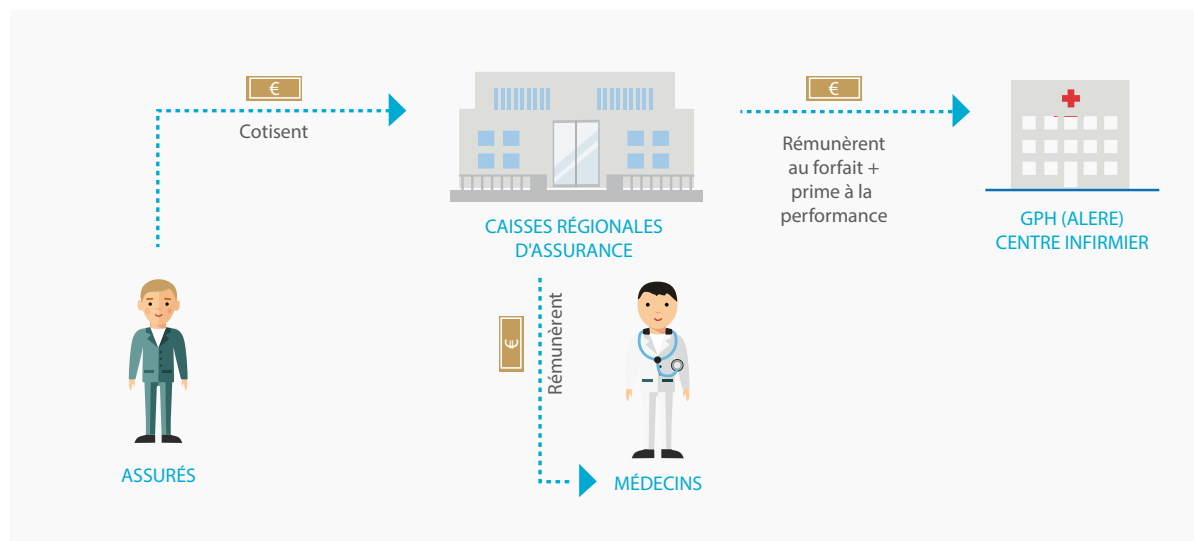 €
Cotisent
CAISSES RÉGIONALES
D'ASSURANCE
€
Rémunèrent
au forfait +
prime à la
performance
GPH (ALERE)
CENTRE INFIRMIER
€
Rémunèrent
ASSURÉS
MÉDECINS